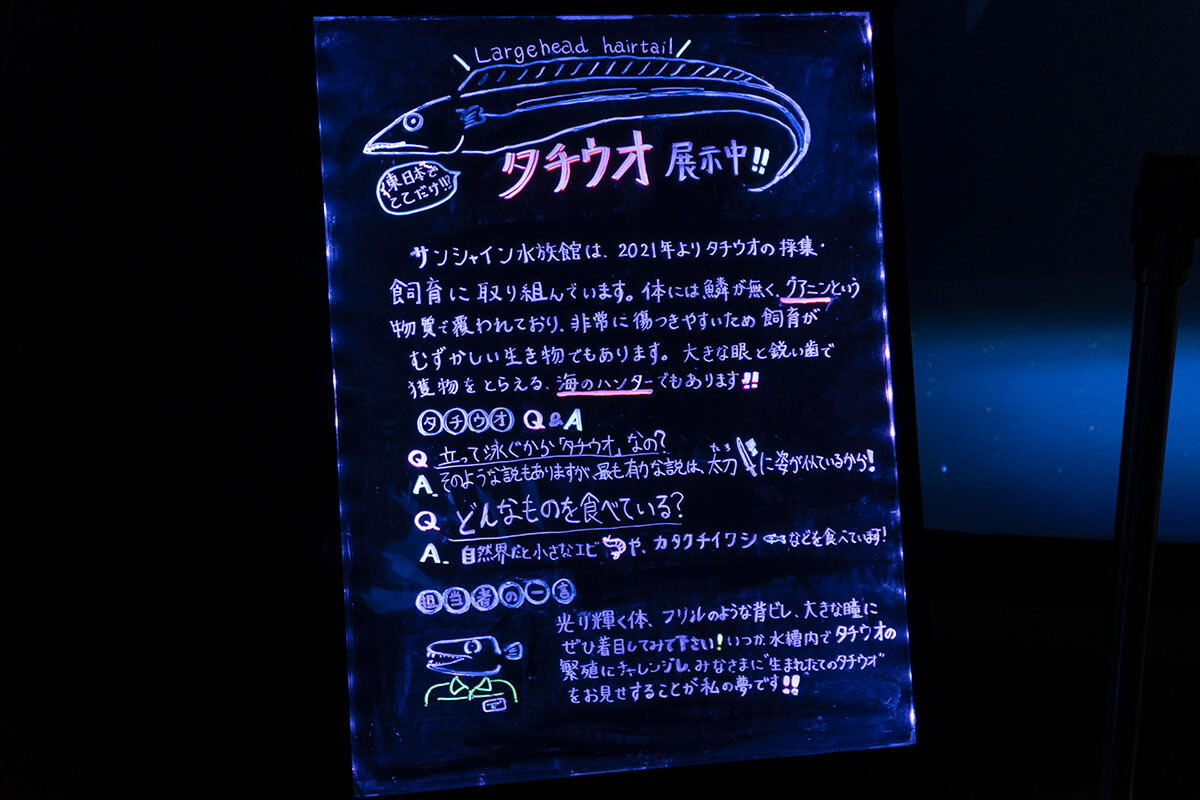 Largehead hairtail
タチウオ 展示中!!
東日本で
ここだけ!!?
サンシャイン水族館は、2021年よりタチウオの採集・
飼育に取り組んでいます。体には鱗が無く、グアニンという
物質で覆われており、非常に傷つきやすいため飼育が
むずかしい生き物でもあります。大きな眼と鋭い歯で
獲物をとらえる、海のハンターでもあります!!
タチウオ Q&A
Q 立って泳ぐから「タチウオ」なの?
A. そのような説もありますが、最も有力な説は、太刀に姿が似ているから!
たち
Q どんなものを食べている?
A. 自然界だと小さなエビや、カタクチイワシなどを食べています!
担当者の一言
光り輝く体、フリルのような背ビレ、大きな瞳に
ぜひ着目してみて下さい!いつか、水槽内でタチウオの
繁殖にチャレンジし、みなさまに"生まれたてのタチウオ"
をお見せすることが私の夢です!!